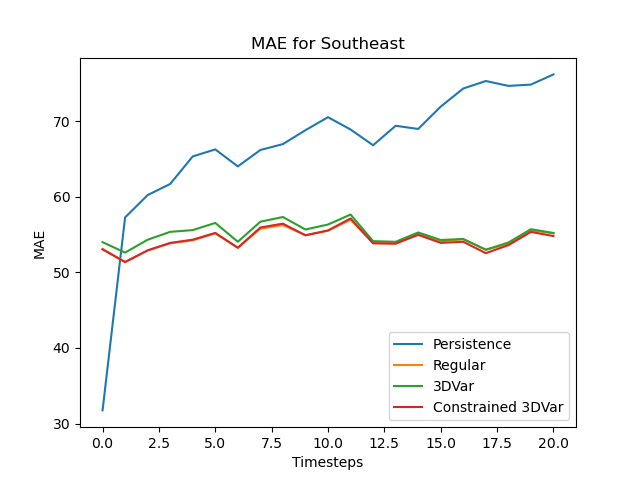 MAE for Southeast
MAE
70
60
50
40
30
0.0 2.5 5.0 7.5 10.0 12.5 15.0 17.5 20.0
Timesteps
Persistence
Regular
3DVar
Constrained 3DVar